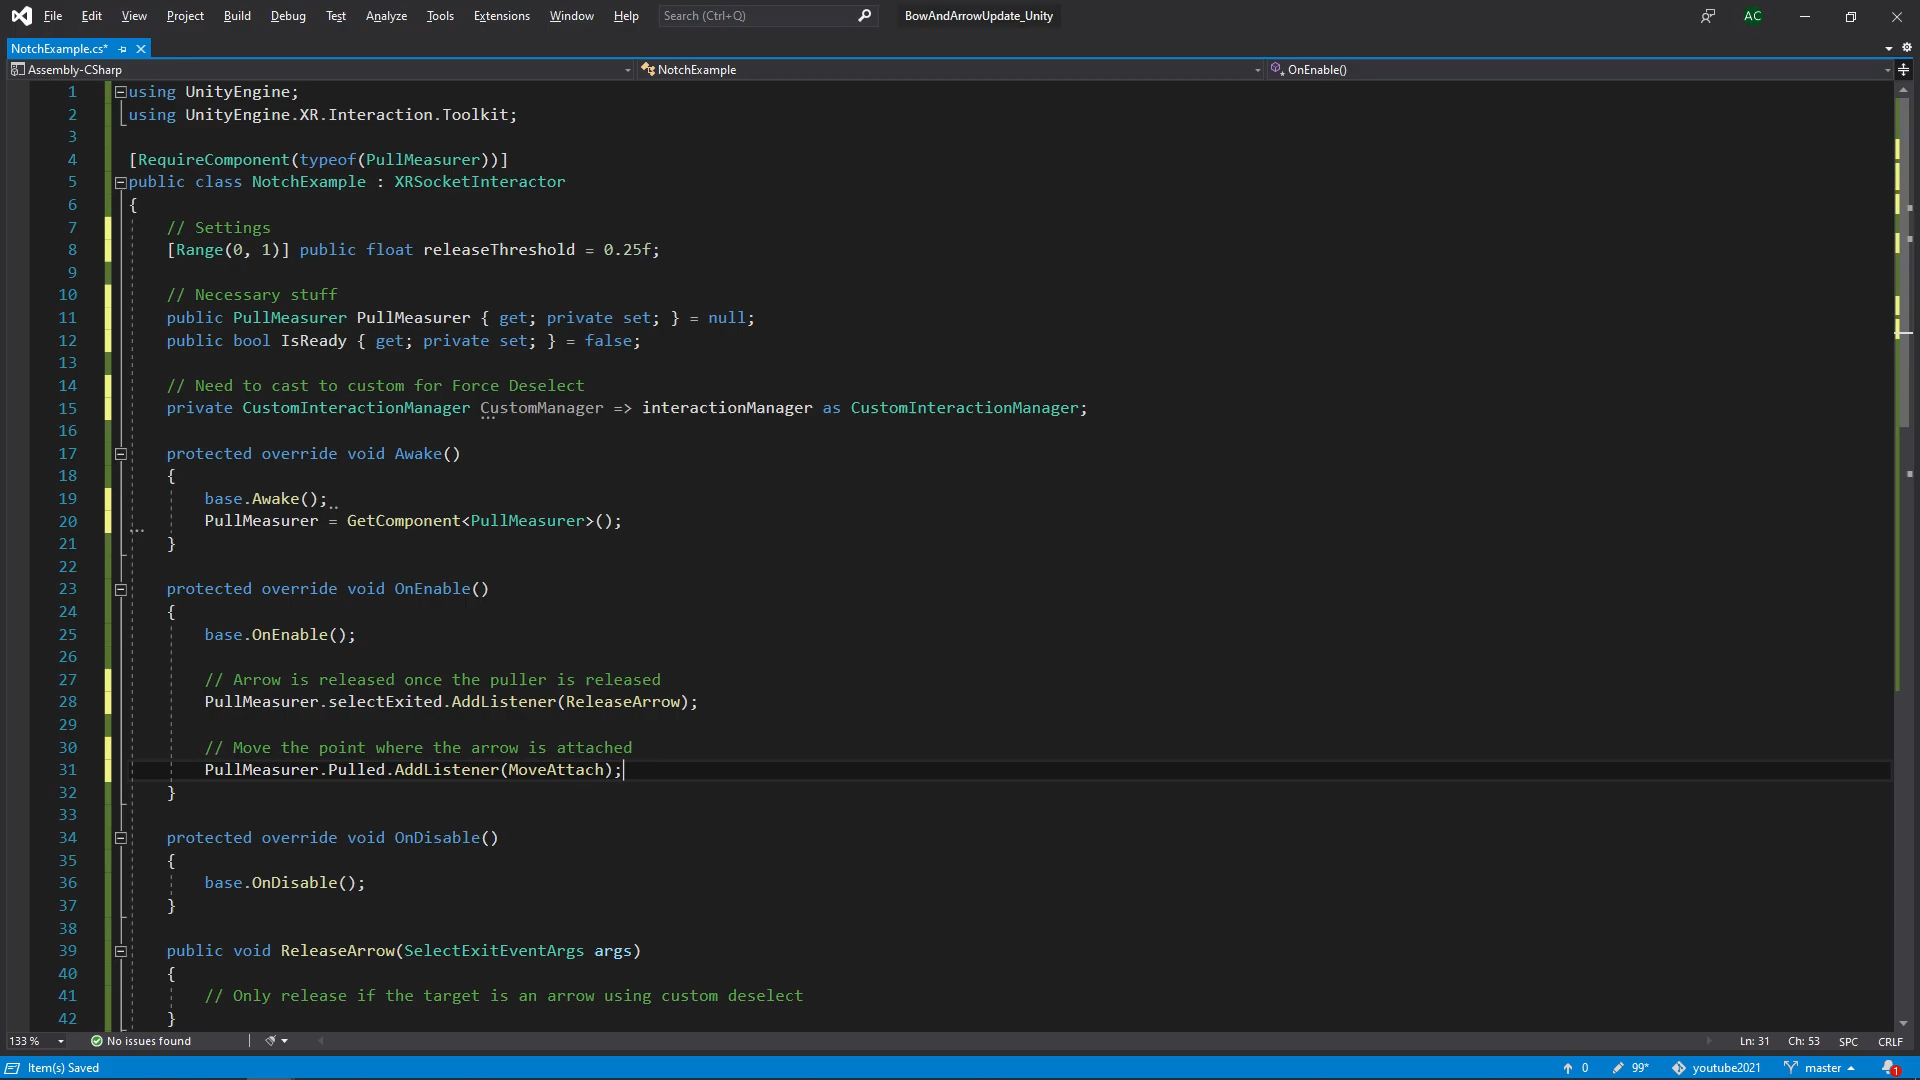 File Edit View Project Build Debug Test Analyze Tools Extensions Window Help Search (Ctrl+Q) BowAndArrowUpdate_Unity AC
NotchExample.cs*
Assembly-CSharp NotchExample OnEnable()
1 using UnityEngine;
2 using UnityEngine.XR.Interaction.Toolkit;
3
4 [RequireComponent(typeof(PullMeasurer))]
5 public class NotchExample : XRSocketInteractor
6 {
7 // Settings
8 [Range(0, 1)] public float releaseThreshold = 0.25f;
9
10 // Necessary stuff
11 public PullMeasurer PullMeasurer { get; private set; } = null;
12 public bool IsReady { get; private set; } = false;
13
14 // Need to cast to custom for Force Deselect
15 private CustomInteractionManager CustomManager => interactionManager as CustomInteractionManager;
16
17 protected override void Awake()
18 {
19 base.Awake();
20 PullMeasurer = GetComponent<PullMeasurer>();
21 }
22
23 protected override void OnEnable()
24 {
25 base.OnEnable();
26
27 // Arrow is released once the puller is released
28 PullMeasurer.selectExited.AddListener(ReleaseArrow);
29
30 // Move the point where the arrow is attached
31 PullMeasurer.Pulled.AddListener(MoveAttach);
32 }
33
34 protected override void OnDisable()
35 {
36 base.OnDisable();
37 }
38
39 public void ReleaseArrow(SelectExitEventArgs args)
40 {
41 // Only release if the target is an arrow using custom deselect
42 }
133 % No issues found Ln: 31 Ch: 53 SPC CRLF
Item(s) Saved 0 99* youtube2021 master 1